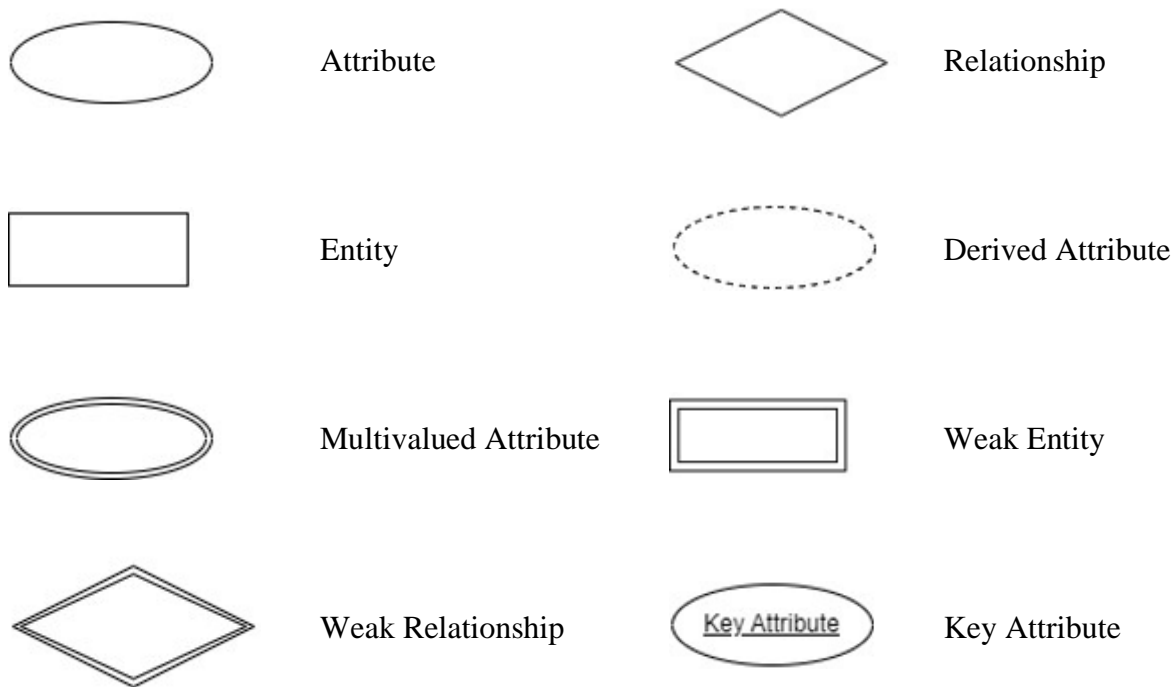 Attribute
Relationship
Entity
Derived Attribute
Multivalued Attribute
Weak Entity
Weak Relationship
Key Attribute
Key Attribute